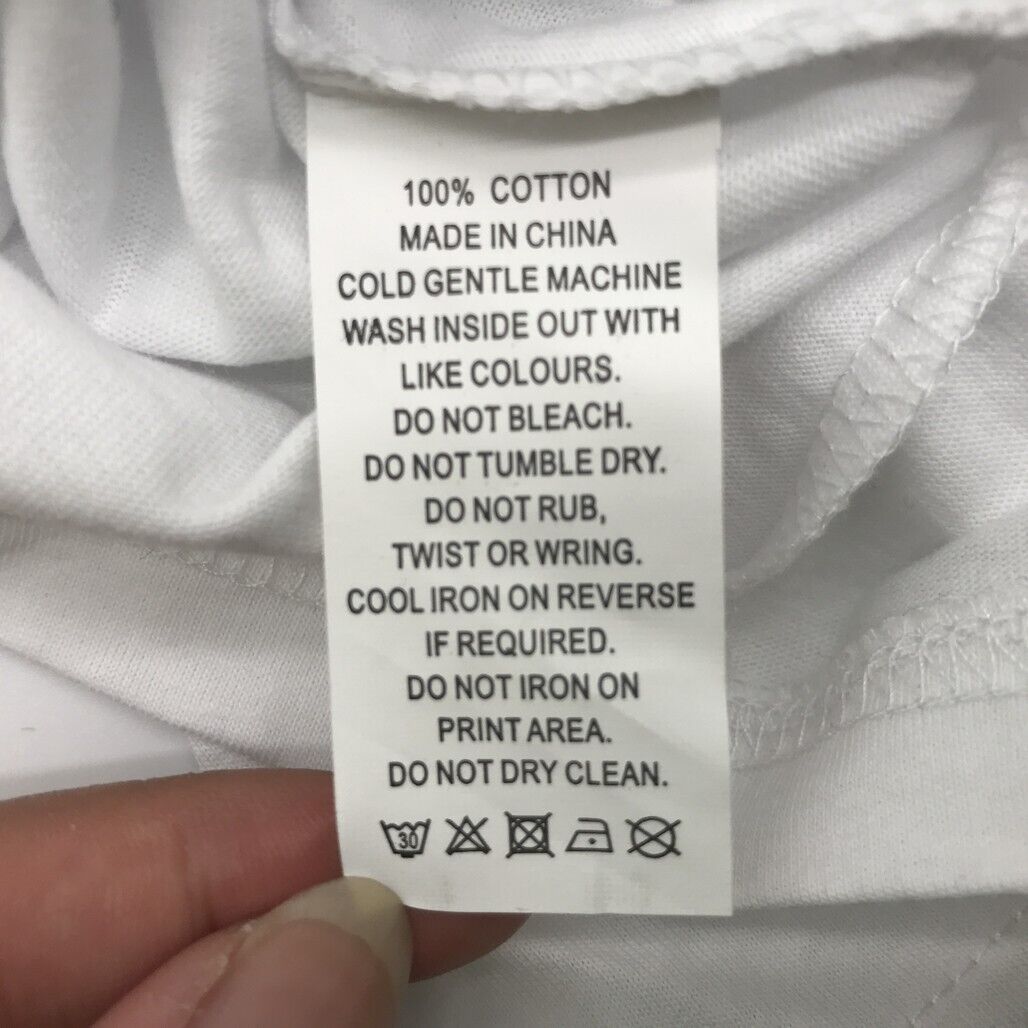 100% COTTON
MADE IN CHINA
COLD GENTLE MACHINE
WASH INSIDE OUT WITH
LIKE COLOURS.
DO NOT BLEACH.
DO NOT TUMBLE DRY.
DO NOT RUB,
TWIST OR WRING.
COOL IRON ON REVERSE
IF REQUIRED.
DO NOT IRON ON
PRINT AREA.
DO NOT DRY CLEAN.
30